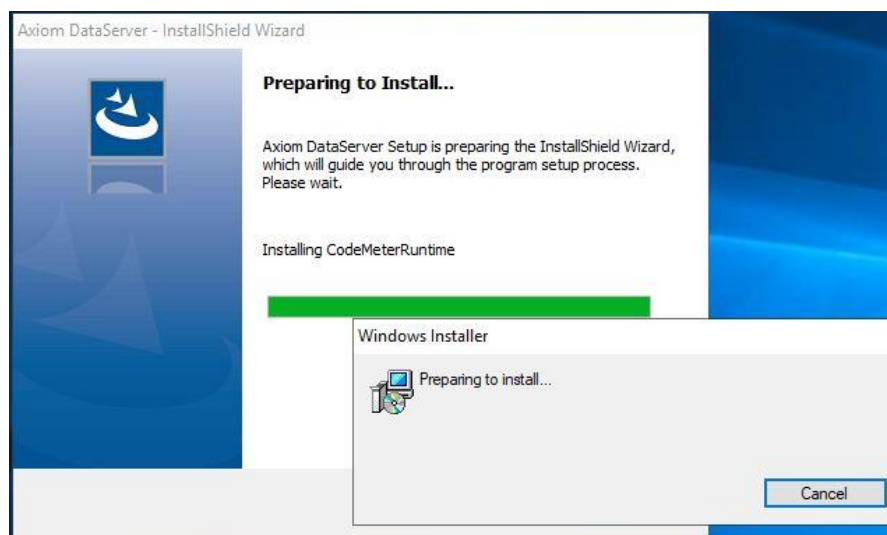 Axiom DataServer - InstallShield Wizard
Preparing to Install...
Axiom DataServer Setup is preparing the InstallShield Wizard,
which will guide you through the program setup process.
Please wait.
Installing CodeMeterRuntime
Windows Installer
Preparing to install...
Cancel